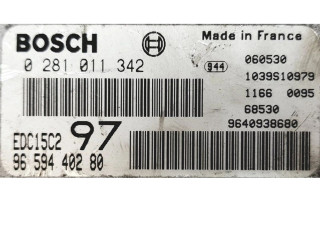 BOSCH
Made in France
0 281 011 342
944
060530
1039S10979
1166 0095
68530
9640938680
EDC15C2
97
96 594 402 80